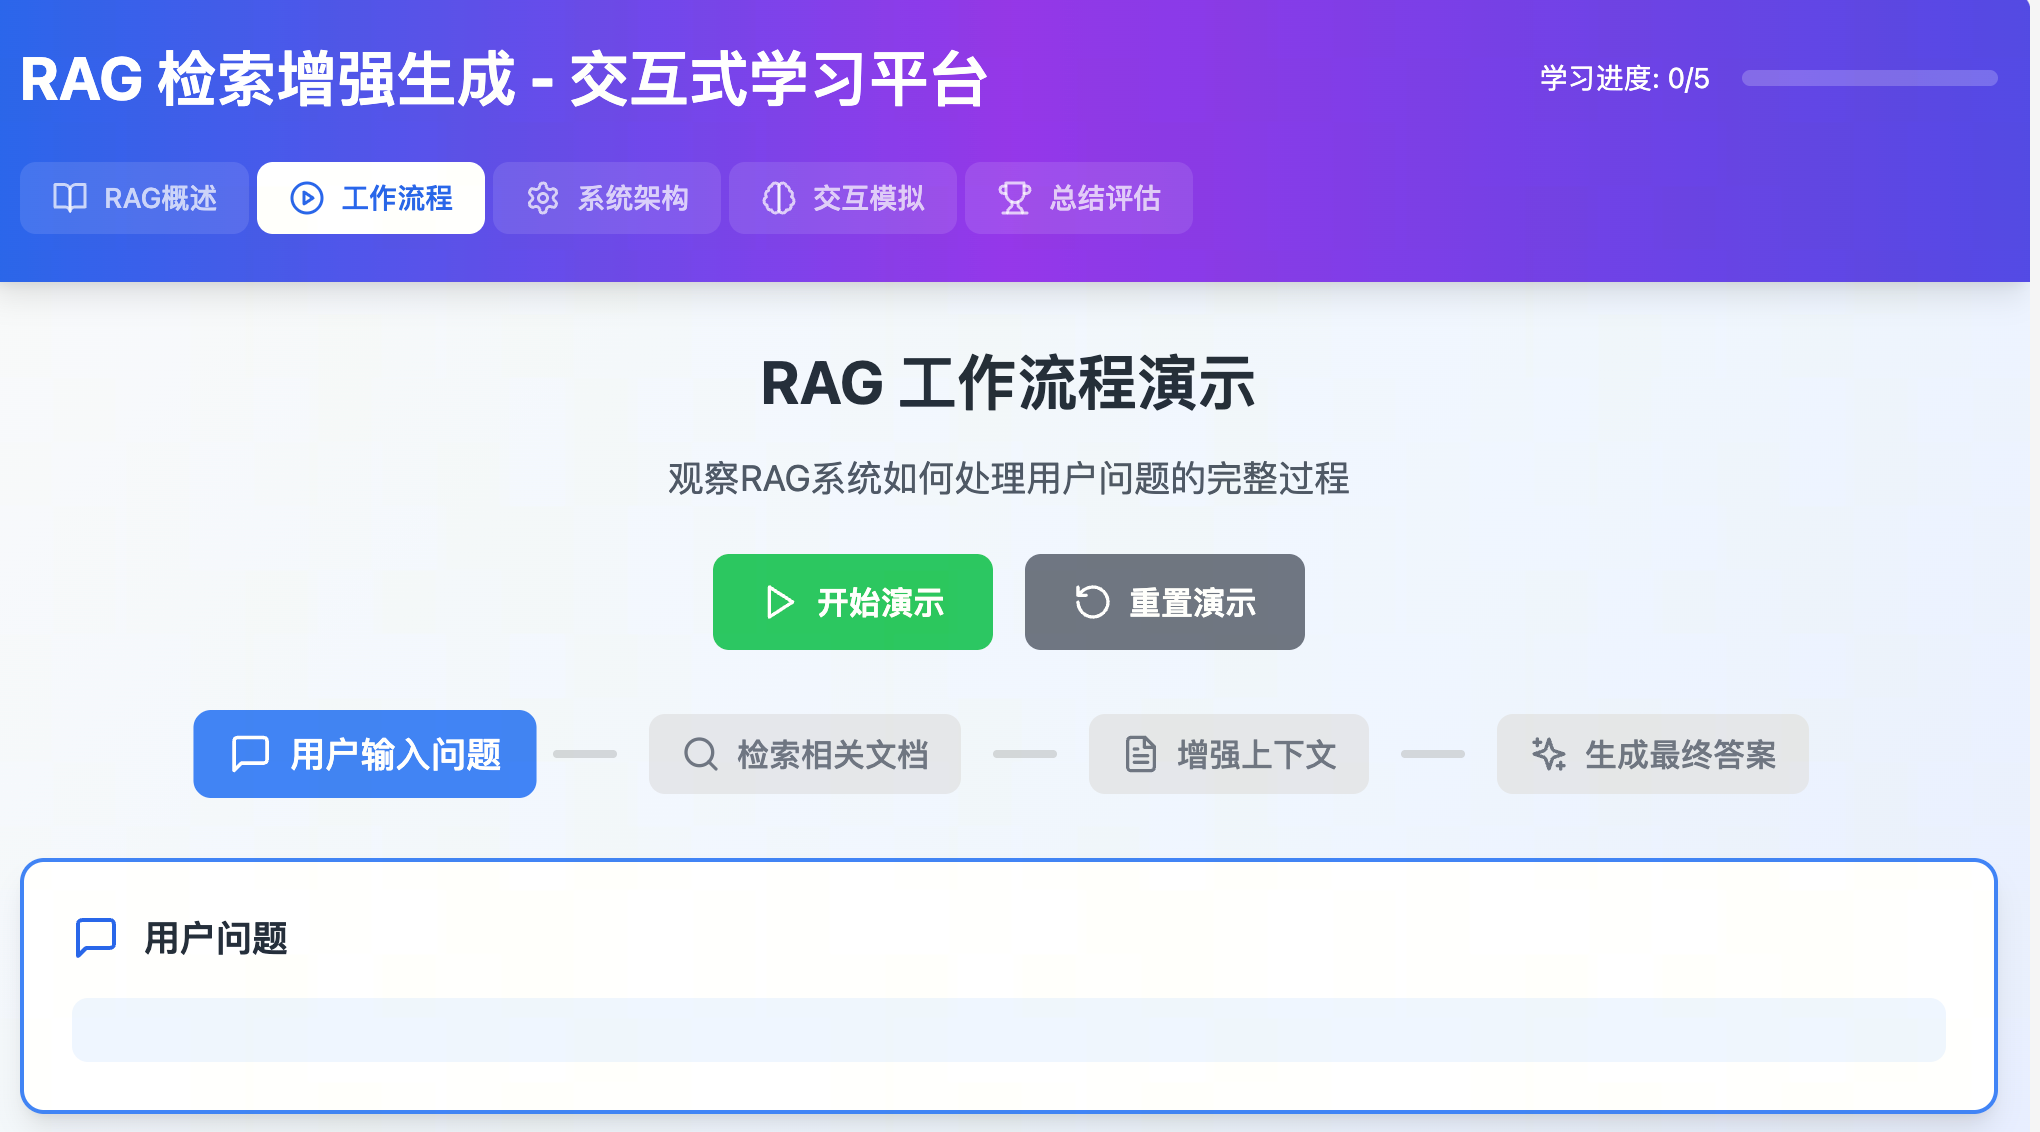 RAG 检索增强生成 - 交互式学习平台
学习进度: 0/5
RAG概述
工作流程
系统架构
交互模拟
总结评估
RAG 工作流程演示
观察RAG系统如何处理用户问题的完整过程
开始演示
重置演示
用户输入问题
检索相关文档
增强上下文
生成最终答案
用户问题